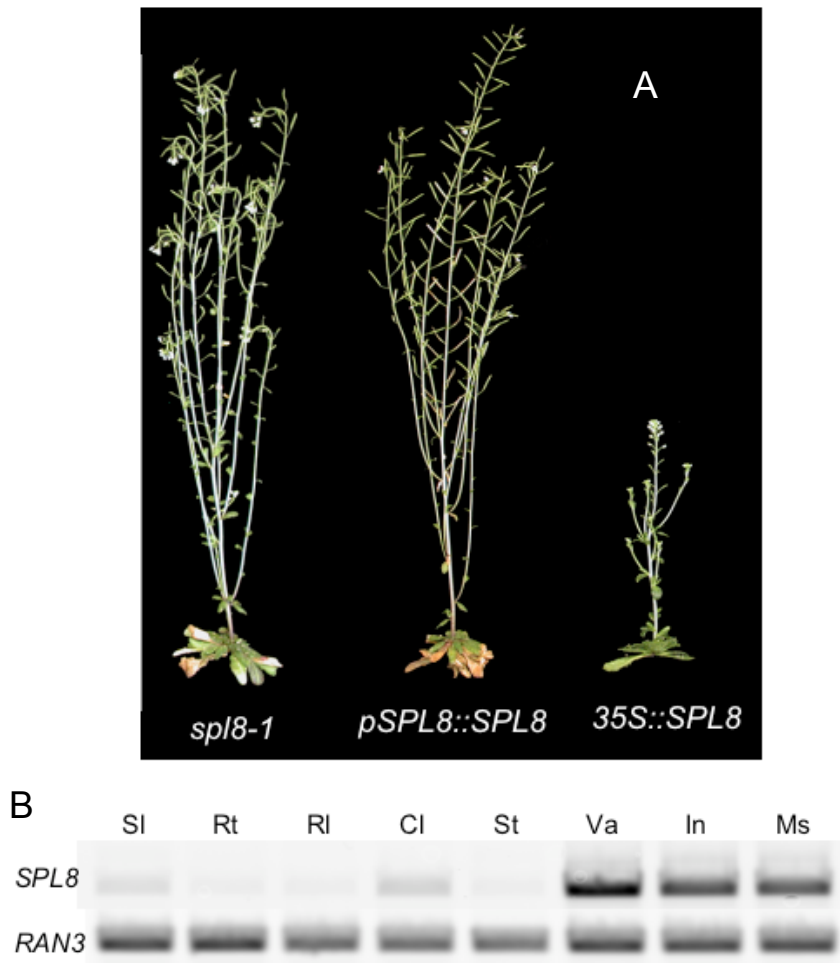 A
spl8-1 pSPL8::SPL8 35S::SPL8
B
Sl Rt Rl Cl St Va In Ms
SPL8
RAN3